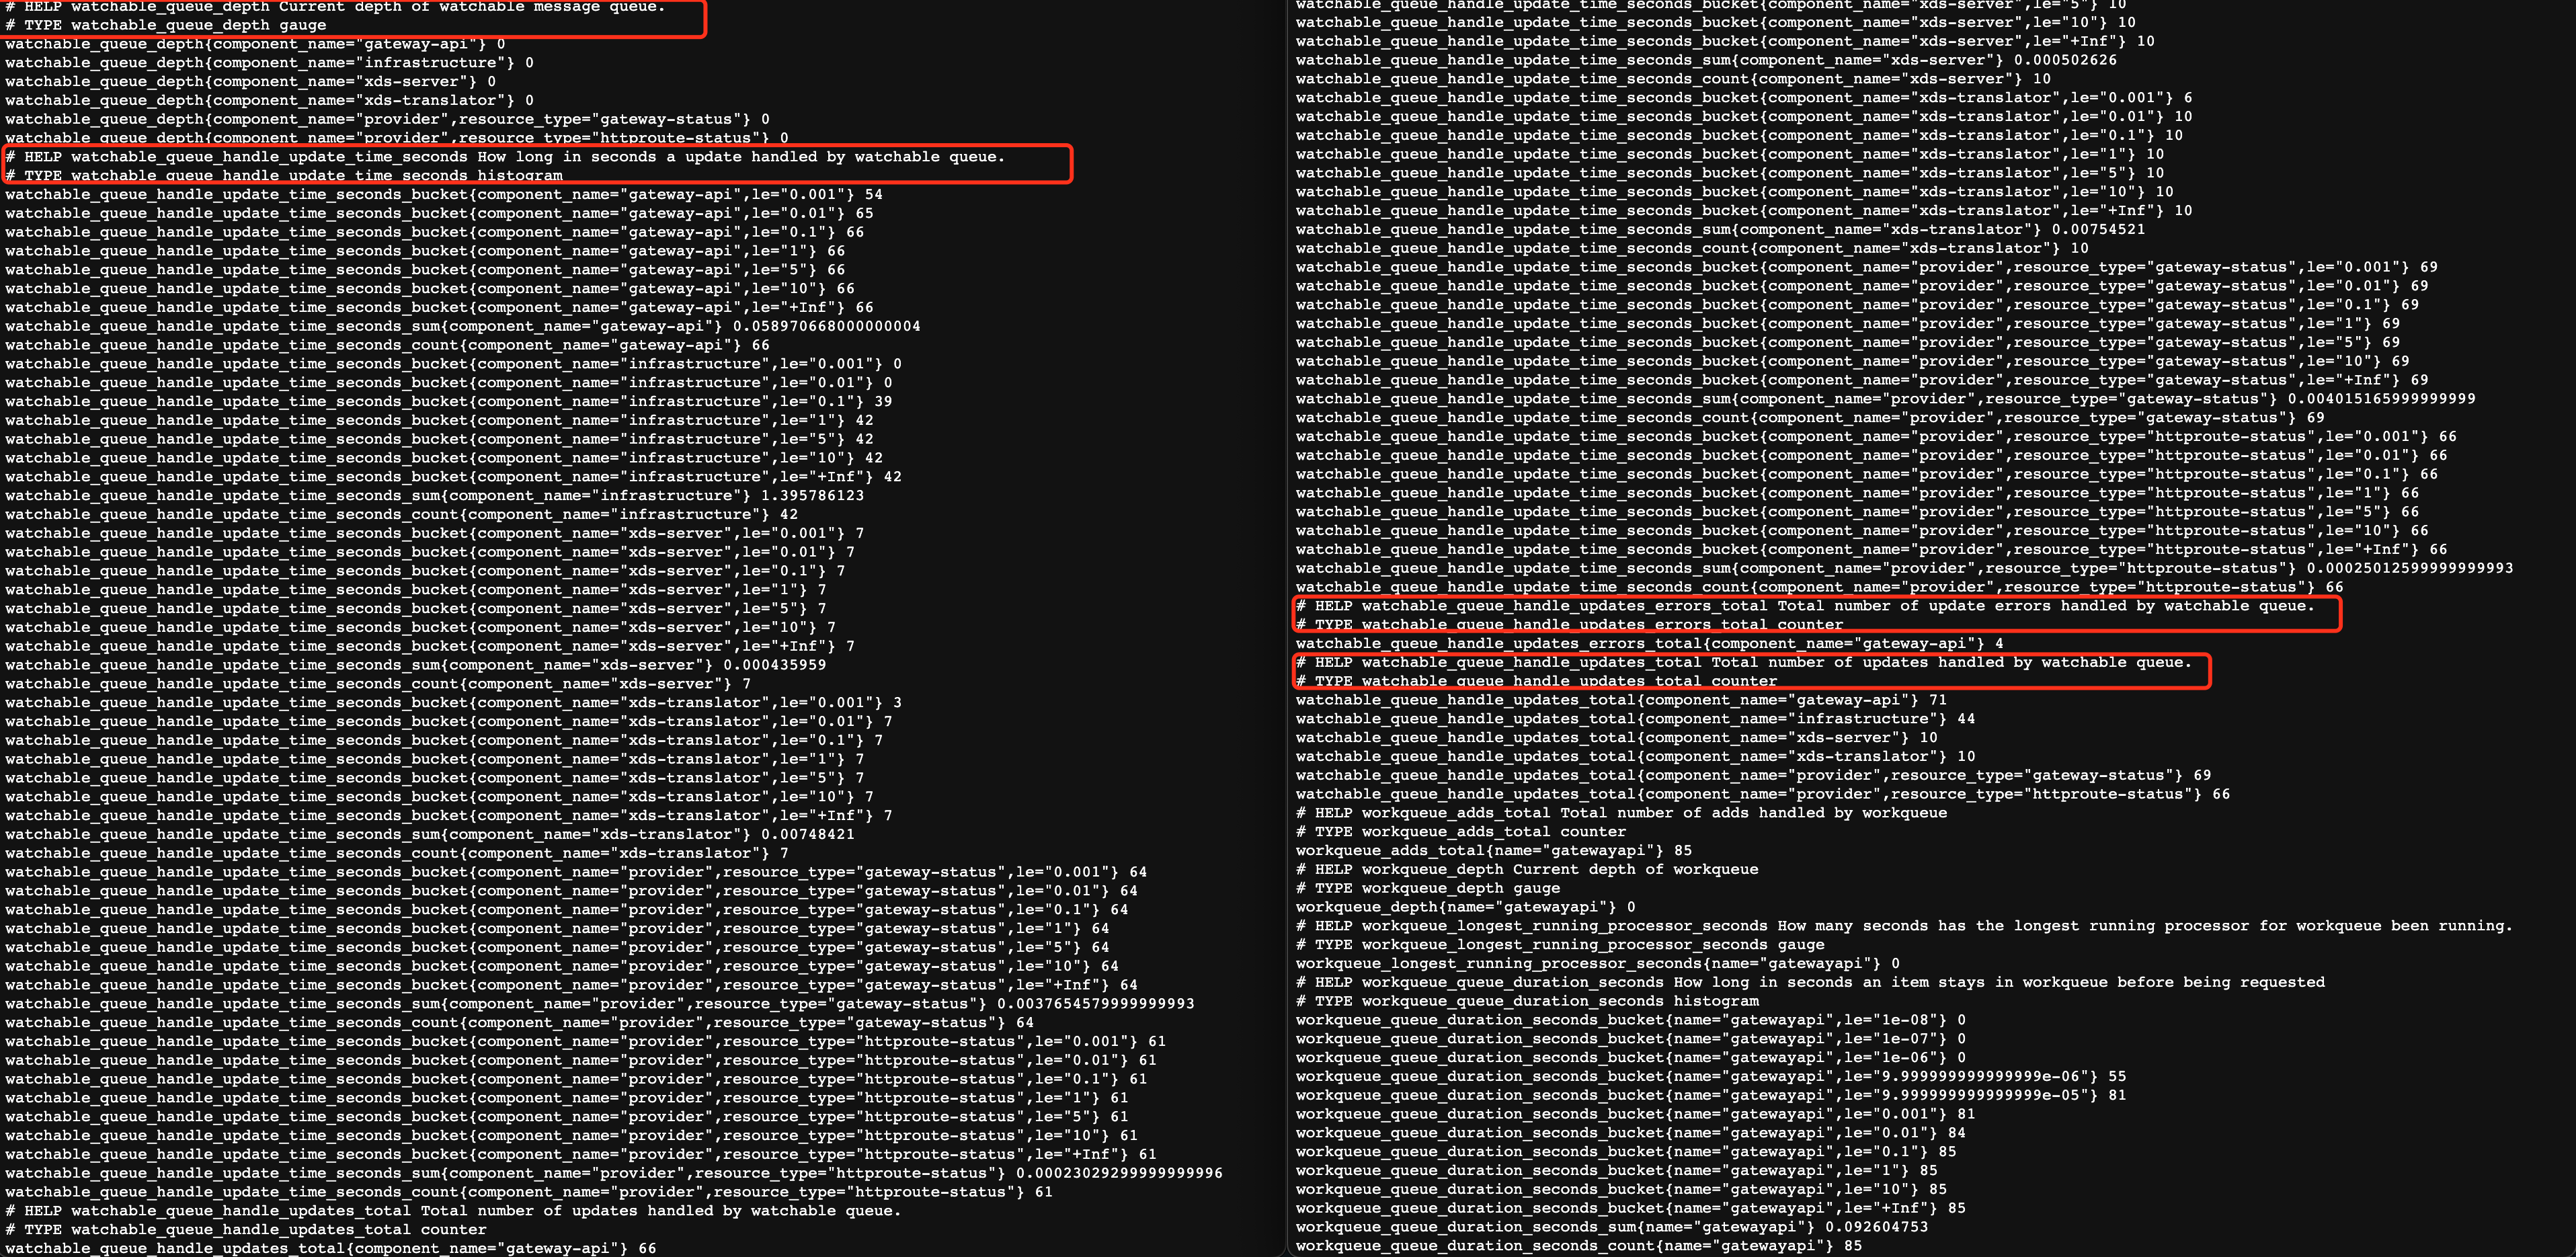 # HELP watchable_queue_depth Current depth of watchable message queue.
# TYPE watchable_queue_depth gauge
watchable_queue_depth{component_name="gateway-api"} 0
watchable_queue_depth{component_name="infrastructure"} 0
watchable_queue_depth{component_name="xds-server"} 0
watchable_queue_depth{component_name="xds-translator"} 0
watchable_queue_depth{component_name="provider",resource_type="gateway-status"} 0
watchable_queue_depth{component_name="provider",resource_type="httproute-status"} 0
# HELP watchable_queue_handle_update_time_seconds How long in seconds a update handled by watchable queue.
# TYPE watchable_queue_handle_update_time_seconds histogram
watchable_queue_handle_update_time_seconds_bucket{component_name="gateway-api",le="0.001"} 54
watchable_queue_handle_update_time_seconds_bucket{component_name="gateway-api",le="0.01"} 65
watchable_queue_handle_update_time_seconds_bucket{component_name="gateway-api",le="0.1"} 66
watchable_queue_handle_update_time_seconds_bucket{component_name="gateway-api",le="1"} 66
watchable_queue_handle_update_time_seconds_bucket{component_name="gateway-api",le="5"} 66
watchable_queue_handle_update_time_seconds_bucket{component_name="gateway-api",le="10"} 66
watchable_queue_handle_update_time_seconds_bucket{component_name="gateway-api",le="+Inf"} 66
watchable_queue_handle_update_time_seconds_sum{component_name="gateway-api"} 0.058970668000000004
watchable_queue_handle_update_time_seconds_count{component_name="gateway-api"} 66
watchable_queue_handle_update_time_seconds_bucket{component_name="infrastructure",le="0.001"} 0
watchable_queue_handle_update_time_seconds_bucket{component_name="infrastructure",le="0.01"} 0
watchable_queue_handle_update_time_seconds_bucket{component_name="infrastructure",le="0.1"} 39
watchable_queue_handle_update_time_seconds_bucket{component_name="infrastructure",le="1"} 42
watchable_queue_handle_update_time_seconds_bucket{component_name="infrastructure",le="5"} 42
watchable_queue_handle_update_time_seconds_bucket{component_name="infrastructure",le="10"} 42
watchable_queue_handle_update_time_seconds_bucket{component_name="infrastructure",le="+Inf"} 42
watchable_queue_handle_update_time_seconds_sum{component_name="infrastructure"} 1.395786123
watchable_queue_handle_update_time_seconds_count{component_name="infrastructure"} 42
watchable_queue_handle_update_time_seconds_bucket{component_name="xds-server",le="0.001"} 7
watchable_queue_handle_update_time_seconds_bucket{component_name="xds-server",le="0.01"} 7
watchable_queue_handle_update_time_seconds_bucket{component_name="xds-server",le="0.1"} 7
watchable_queue_handle_update_time_seconds_bucket{component_name="xds-server",le="1"} 7
watchable_queue_handle_update_time_seconds_bucket{component_name="xds-server",le="5"} 7
watchable_queue_handle_update_time_seconds_bucket{component_name="xds-server",le="10"} 7
watchable_queue_handle_update_time_seconds_bucket{component_name="xds-server",le="+Inf"} 7
watchable_queue_handle_update_time_seconds_sum{component_name="xds-server"} 0.000435959
watchable_queue_handle_update_time_seconds_count{component_name="xds-server"} 7
watchable_queue_handle_update_time_seconds_bucket{component_name="xds-translator",le="0.001"} 3
watchable_queue_handle_update_time_seconds_bucket{component_name="xds-translator",le="0.01"} 7
watchable_queue_handle_update_time_seconds_bucket{component_name="xds-translator",le="0.1"} 7
watchable_queue_handle_update_time_seconds_bucket{component_name="xds-translator",le="1"} 7
watchable_queue_handle_update_time_seconds_bucket{component_name="xds-translator",le="5"} 7
watchable_queue_handle_update_time_seconds_bucket{component_name="xds-translator",le="10"} 7
watchable_queue_handle_update_time_seconds_bucket{component_name="xds-translator",le="+Inf"} 7
watchable_queue_handle_update_time_seconds_sum{component_name="xds-translator"} 0.00748421
watchable_queue_handle_update_time_seconds_count{component_name="xds-translator"} 7
watchable_queue_handle_update_time_seconds_bucket{component_name="provider",resource_type="gateway-status",le="0.001"} 64
watchable_queue_handle_update_time_seconds_bucket{component_name="provider",resource_type="gateway-status",le="0.01"} 64
watchable_queue_handle_update_time_seconds_bucket{component_name="provider",resource_type="gateway-status",le="0.1"} 64
watchable_queue_handle_update_time_seconds_bucket{component_name="provider",resource_type="gateway-status",le="1"} 64
watchable_queue_handle_update_time_seconds_bucket{component_name="provider",resource_type="gateway-status",le="5"} 64
watchable_queue_handle_update_time_seconds_bucket{component_name="provider",resource_type="gateway-status",le="10"} 64
watchable_queue_handle_update_time_seconds_bucket{component_name="provider",resource_type="gateway-status",le="+Inf"} 64
watchable_queue_handle_update_time_seconds_sum{component_name="provider",resource_type="gateway-status"} 0.0037654579999999993
watchable_queue_handle_update_time_seconds_count{component_name="provider",resource_type="gateway-status"} 64
watchable_queue_handle_update_time_seconds_bucket{component_name="provider",resource_type="httproute-status",le="0.001"} 61
watchable_queue_handle_update_time_seconds_bucket{component_name="provider",resource_type="httproute-status",le="0.01"} 61
watchable_queue_handle_update_time_seconds_bucket{component_name="provider",resource_type="httproute-status",le="0.1"} 61
watchable_queue_handle_update_time_seconds_bucket{component_name="provider",resource_type="httproute-status",le="1"} 61
watchable_queue_handle_update_time_seconds_bucket{component_name="provider",resource_type="httproute-status",le="5"} 61
watchable_queue_handle_update_time_seconds_bucket{component_name="provider",resource_type="httproute-status",le="10"} 61
watchable_queue_handle_update_time_seconds_bucket{component_name="provider",resource_type="httproute-status",le="+Inf"} 61
watchable_queue_handle_update_time_seconds_sum{component_name="provider",resource_type="httproute-status"} 0.00023029299999999996
watchable_queue_handle_update_time_seconds_count{component_name="provider",resource_type="httproute-status"} 61
# HELP watchable_queue_handle_updates_total Total number of updates handled by watchable queue.
# TYPE watchable_queue_handle_updates_total counter
watchable_queue_handle_updates_total{component_name="gateway-api"} 66
watchable_queue_handle_update_time_seconds_bucket{component_name="xds-server",le="5"} 10
watchable_queue_handle_update_time_seconds_bucket{component_name="xds-server",le="10"} 10
watchable_queue_handle_update_time_seconds_bucket{component_name="xds-server",le="+Inf"} 10
watchable_queue_handle_update_time_seconds_sum{component_name="xds-server"} 0.000502626
watchable_queue_handle_update_time_seconds_count{component_name="xds-server"} 10
watchable_queue_handle_update_time_seconds_bucket{component_name="xds-translator",le="0.001"} 6
watchable_queue_handle_update_time_seconds_bucket{component_name="xds-translator",le="0.01"} 10
watchable_queue_handle_update_time_seconds_bucket{component_name="xds-translator",le="0.1"} 10
watchable_queue_handle_update_time_seconds_bucket{component_name="xds-translator",le="1"} 10
watchable_queue_handle_update_time_seconds_bucket{component_name="xds-translator",le="5"} 10
watchable_queue_handle_update_time_seconds_bucket{component_name="xds-translator",le="10"} 10
watchable_queue_handle_update_time_seconds_bucket{component_name="xds-translator",le="+Inf"} 10
watchable_queue_handle_update_time_seconds_sum{component_name="xds-translator"} 0.00754521
watchable_queue_handle_update_time_seconds_count{component_name="xds-translator"} 10
watchable_queue_handle_update_time_seconds_bucket{component_name="provider",resource_type="gateway-status",le="0.001"} 69
watchable_queue_handle_update_time_seconds_bucket{component_name="provider",resource_type="gateway-status",le="0.01"} 69
watchable_queue_handle_update_time_seconds_bucket{component_name="provider",resource_type="gateway-status",le="0.1"} 69
watchable_queue_handle_update_time_seconds_bucket{component_name="provider",resource_type="gateway-status",le="1"} 69
watchable_queue_handle_update_time_seconds_bucket{component_name="provider",resource_type="gateway-status",le="5"} 69
watchable_queue_handle_update_time_seconds_bucket{component_name="provider",resource_type="gateway-status",le="10"} 69
watchable_queue_handle_update_time_seconds_bucket{component_name="provider",resource_type="gateway-status",le="+Inf"} 69
watchable_queue_handle_update_time_seconds_sum{component_name="provider",resource_type="gateway-status"} 0.004015165999999999
watchable_queue_handle_update_time_seconds_count{component_name="provider",resource_type="gateway-status"} 69
watchable_queue_handle_update_time_seconds_bucket{component_name="provider",resource_type="httproute-status",le="0.001"} 66
watchable_queue_handle_update_time_seconds_bucket{component_name="provider",resource_type="httproute-status",le="0.01"} 66
watchable_queue_handle_update_time_seconds_bucket{component_name="provider",resource_type="httproute-status",le="0.1"} 66
watchable_queue_handle_update_time_seconds_bucket{component_name="provider",resource_type="httproute-status",le="1"} 66
watchable_queue_handle_update_time_seconds_bucket{component_name="provider",resource_type="httproute-status",le="5"} 66
watchable_queue_handle_update_time_seconds_bucket{component_name="provider",resource_type="httproute-status",le="10"} 66
watchable_queue_handle_update_time_seconds_bucket{component_name="provider",resource_type="httproute-status",le="+Inf"} 66
watchable_queue_handle_update_time_seconds_sum{component_name="provider",resource_type="httproute-status"} 0.00025012599999999993
watchable_queue_handle_update_time_seconds_count{component_name="provider",resource_type="httproute-status"} 66
# HELP watchable_queue_handle_updates_errors_total Total number of update errors handled by watchable queue.
# TYPE watchable_queue_handle_updates_errors_total counter
watchable_queue_handle_updates_errors_total{component_name="gateway-api"} 4
# HELP watchable_queue_handle_updates_total Total number of updates handled by watchable queue.
# TYPE watchable_queue_handle_updates_total counter
watchable_queue_handle_updates_total{component_name="gateway-api"} 71
watchable_queue_handle_updates_total{component_name="infrastructure"} 44
watchable_queue_handle_updates_total{component_name="xds-server"} 10
watchable_queue_handle_updates_total{component_name="xds-translator"} 10
watchable_queue_handle_updates_total{component_name="provider",resource_type="gateway-status"} 69
watchable_queue_handle_updates_total{component_name="provider",resource_type="httproute-status"} 66
# HELP workqueue_adds_total Total number of adds handled by workqueue
# TYPE workqueue_adds_total counter
workqueue_adds_total{name="gatewayapi"} 85
# HELP workqueue_depth Current depth of workqueue
# TYPE workqueue_depth gauge
workqueue_depth{name="gatewayapi"} 0
# HELP workqueue_longest_running_processor_seconds How many seconds has the longest running processor for workqueue been running.
# TYPE workqueue_longest_running_processor_seconds gauge
workqueue_longest_running_processor_seconds{name="gatewayapi"} 0
# HELP workqueue_queue_duration_seconds How long in seconds an item stays in workqueue before being requested
# TYPE workqueue_queue_duration_seconds histogram
workqueue_queue_duration_seconds_bucket{name="gatewayapi",le="1e-08"} 0
workqueue_queue_duration_seconds_bucket{name="gatewayapi",le="1e-07"} 0
workqueue_queue_duration_seconds_bucket{name="gatewayapi",le="1e-06"} 0
workqueue_queue_duration_seconds_bucket{name="gatewayapi",le="9.999999999999999e-06"} 55
workqueue_queue_duration_seconds_bucket{name="gatewayapi",le="9.999999999999999e-05"} 81
workqueue_queue_duration_seconds_bucket{name="gatewayapi",le="0.001"} 81
workqueue_queue_duration_seconds_bucket{name="gatewayapi",le="0.01"} 84
workqueue_queue_duration_seconds_bucket{name="gatewayapi",le="0.1"} 85
workqueue_queue_duration_seconds_bucket{name="gatewayapi",le="1"} 85
workqueue_queue_duration_seconds_bucket{name="gatewayapi",le="10"} 85
workqueue_queue_duration_seconds_bucket{name="gatewayapi",le="+Inf"} 85
workqueue_queue_duration_seconds_sum{name="gatewayapi"} 0.092604753
workqueue_queue_duration_seconds_count{name="gatewayapi"} 85